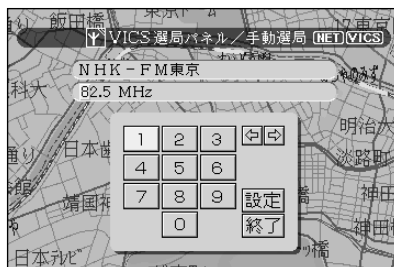 飯田橋
VICS選局パネル／手動選局 NET VICS
NHK－FM東京
82.5 MHz
1 2 3 ⇦ ⇨
4 5 6
7 8 9 設定
0 終了
科大
日本歯
明治大
淡路町
靖国神
神田
神田
日本テレビ
橋